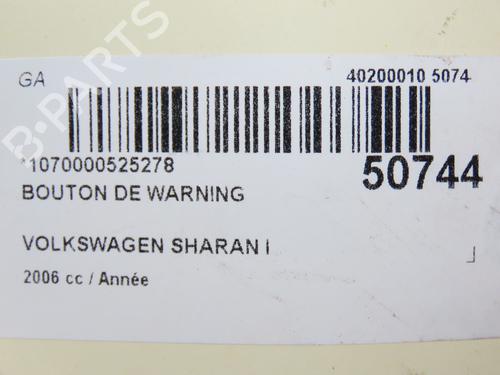 GA
40200010 5074
*1070000525278
50744
BOUTON DE WARNING
VOLKSWAGEN SHARAN I
2006 cc / Année
B-PARTS